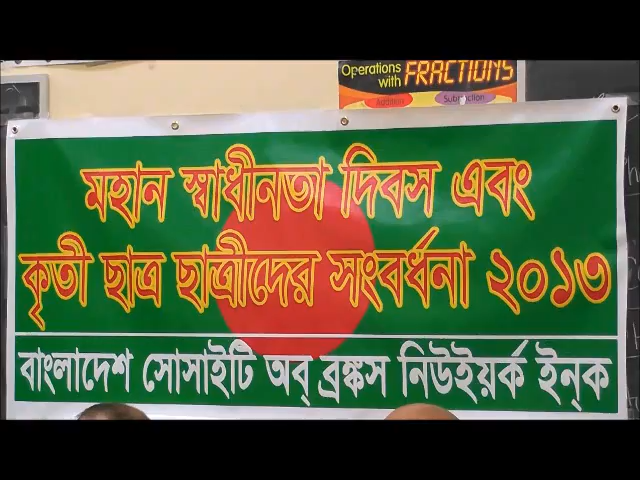 Operations
with FRACTIONS
Addition Subtraction
মহান স্বাধীনতা দিবস এবং
কৃতী ছাত্র ছাত্রীদের সংবর্ধনা ২০১৩
বাংলাদেশ সোসাইটি অব্ ব্রঙ্কস নিউইয়র্ক ইন্ক